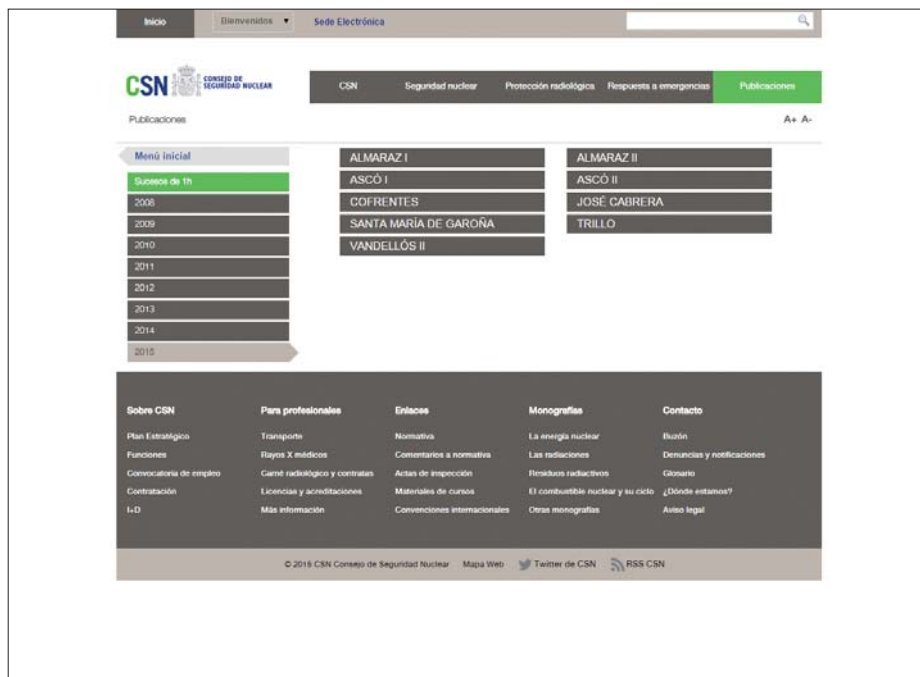 Inicio Bienvenidos Sede Electrónica
CSN CONSEJO DE SEGURIDAD NUCLEAR
CSN Seguridad nuclear Protección radiológica Respuesta a emergencias Publicaciones
Publicaciones A+ A-
Menú inicial
Sucesos de 1h
2008
2009
2010
2011
2012
2013
2014
2015
ALMARAZ I ALMARAZ II
ASCÓ I ASCÓ II
COFRENTES JOSÉ CABRERA
SANTA MARÍA DE GAROÑA TRILLO
VANDELLÓS II
Sobre CSN Para profesionales Enlaces Monografías Contacto
Plan Estratégico Transporte Normativa La energía nuclear Buzón
Funciones Rayos X médicos Comentarios a normativa Las radiaciones Denuncias y notificaciones
Convocatoria de empleo Carné radiológico y contratas Actas de inspección Residuos radiactivos Glosario
Contratación Licencias y acreditaciones Materiales de cursos El combustible nuclear y su ciclo ¿Dónde estamos?
I+D Más información Convenciones internacionales Otras monografías Aviso legal
© 2015 CSN Consejo de Seguridad Nuclear Mapa Web Twitter de CSN RSS CSN